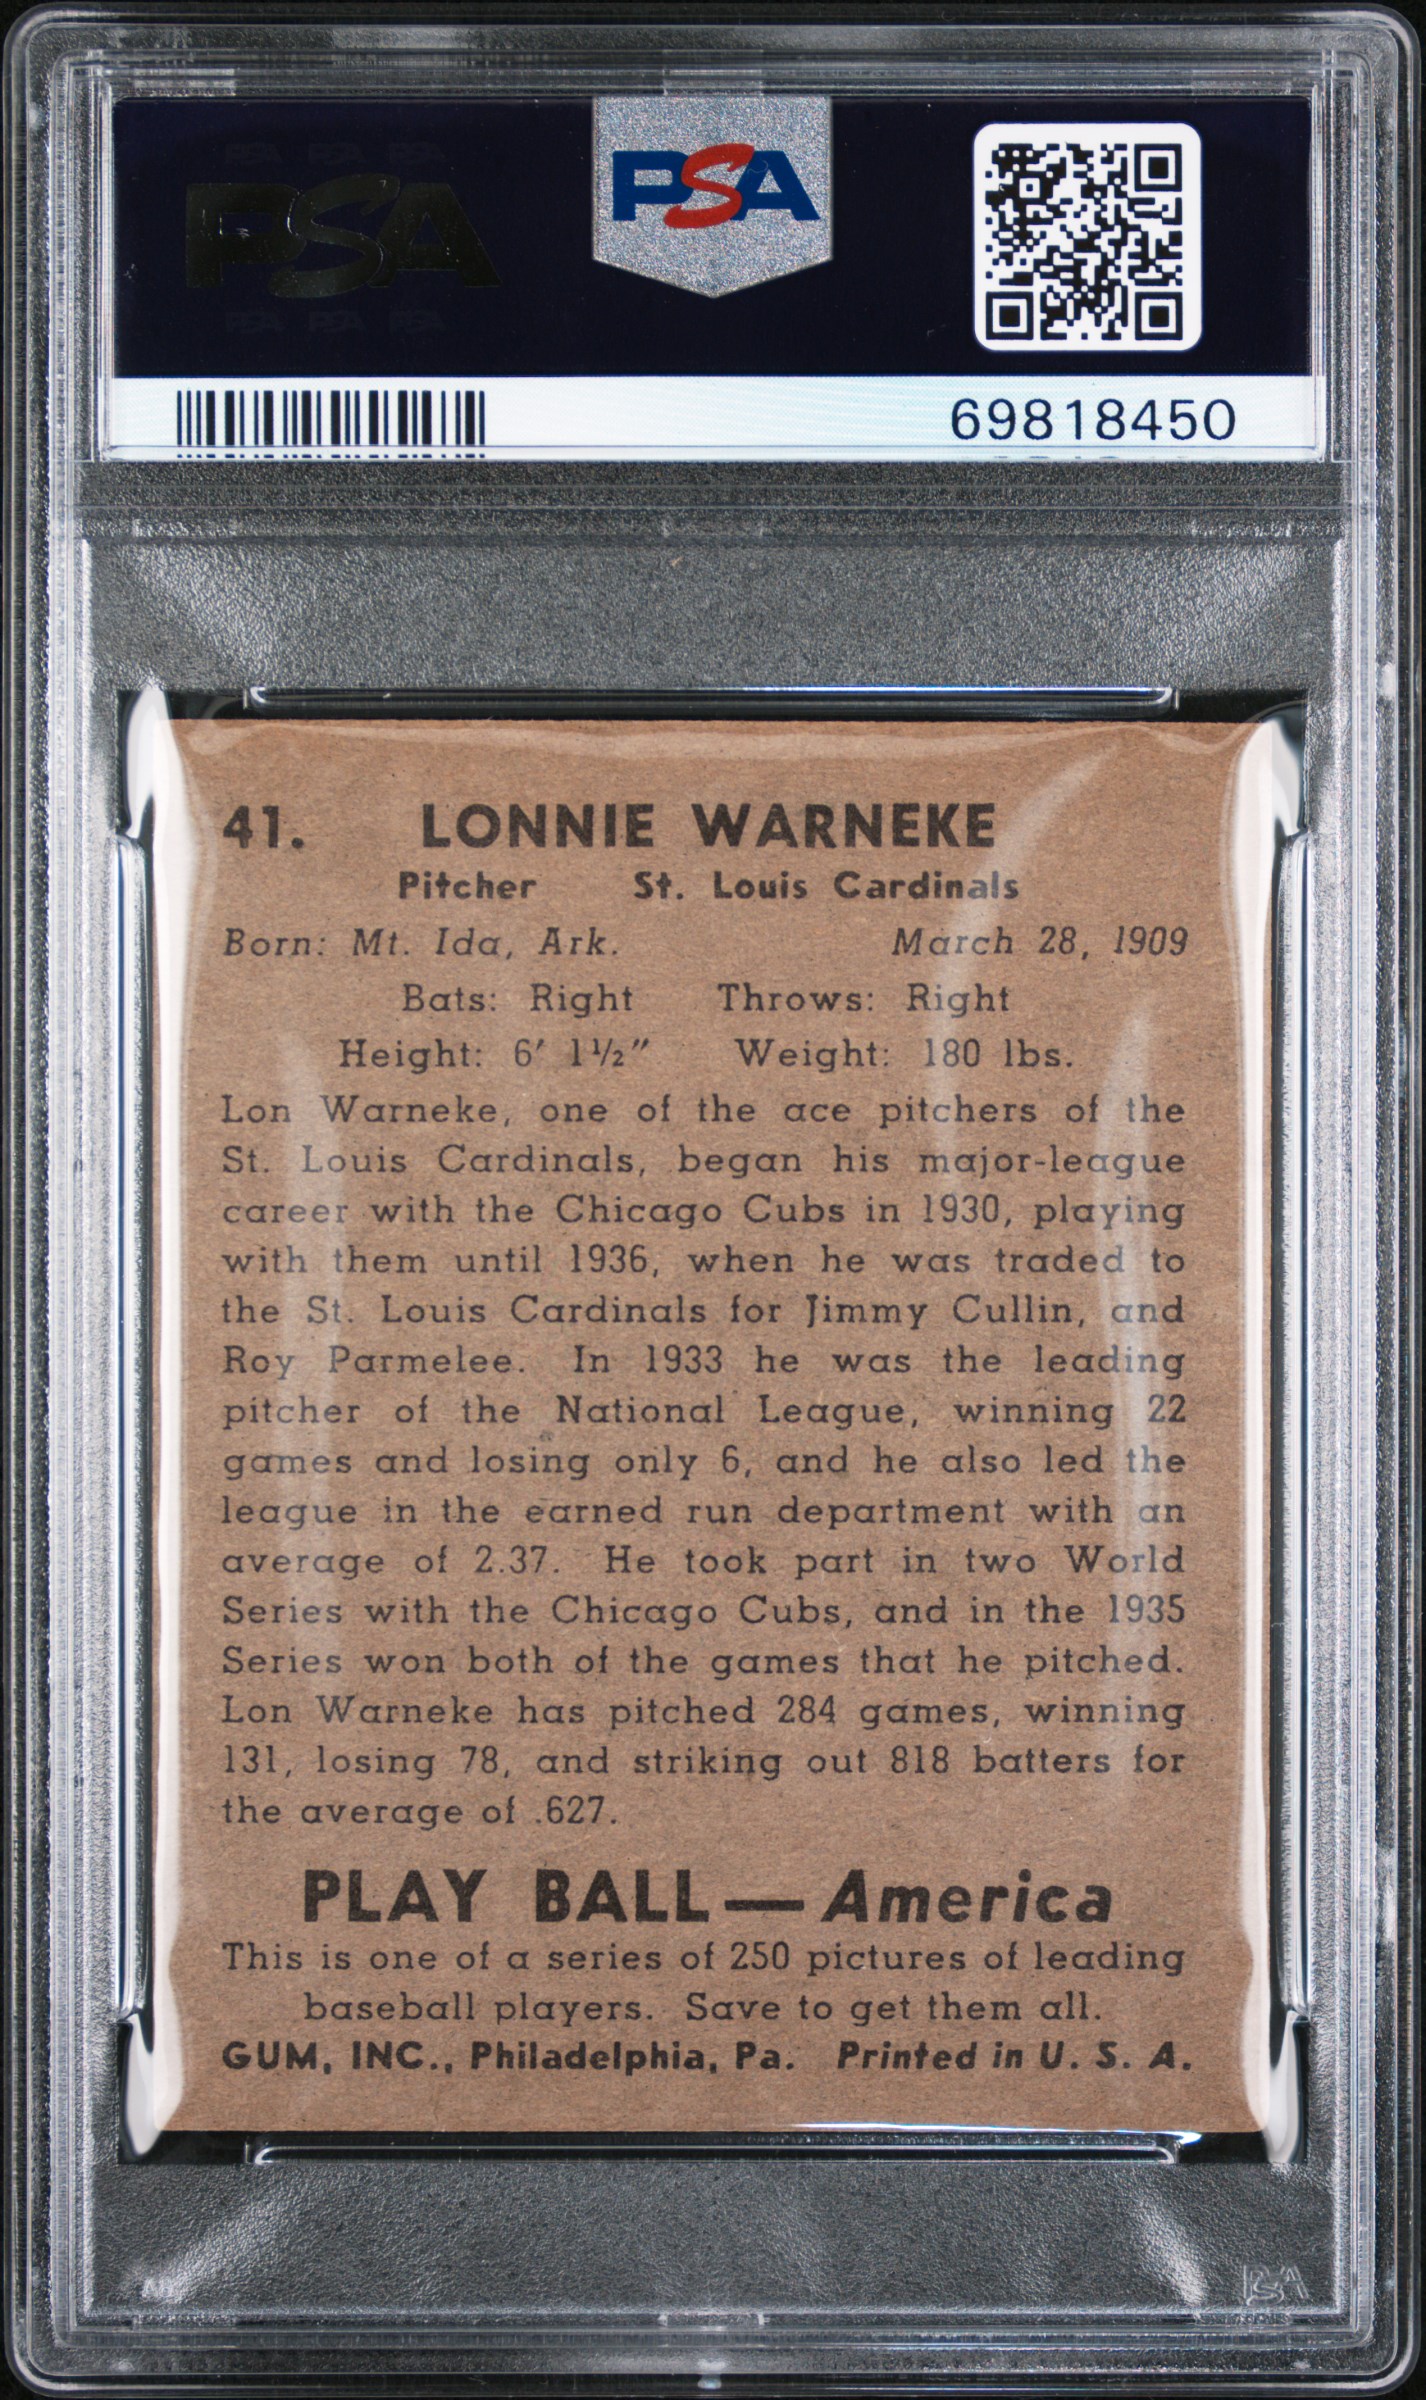 PSA
PSA
69818450
41. LONNIE WARNEKE
Pitcher St. Louis Cardinals
Born: Mt. Ida, Ark. March 28, 1909
Bats: Right Throws: Right
Height: 6' 1½" Weight: 180 lbs.
Lon Warneke, one of the ace pitchers of the
St. Louis Cardinals, began his major-league
career with the Chicago Cubs in 1930, playing
with them until 1936, when he was traded to
the St. Louis Cardinals for Jimmy Cullin, and
Roy Parmelee. In 1933 he was the leading
pitcher of the National League, winning 22
games and losing only 6, and he also led the
league in the earned run department with an
average of 2.37. He took part in two World
Series with the Chicago Cubs, and in the 1935
Series won both of the games that he pitched.
Lon Warneke has pitched 284 games, winning
131, losing 78, and striking out 818 batters for
the average of .627.
PLAY BALL—America
This is one of a series of 250 pictures of leading
baseball players. Save to get them all.
GUM, INC., Philadelphia, Pa. Printed in U. S. A.
PSA